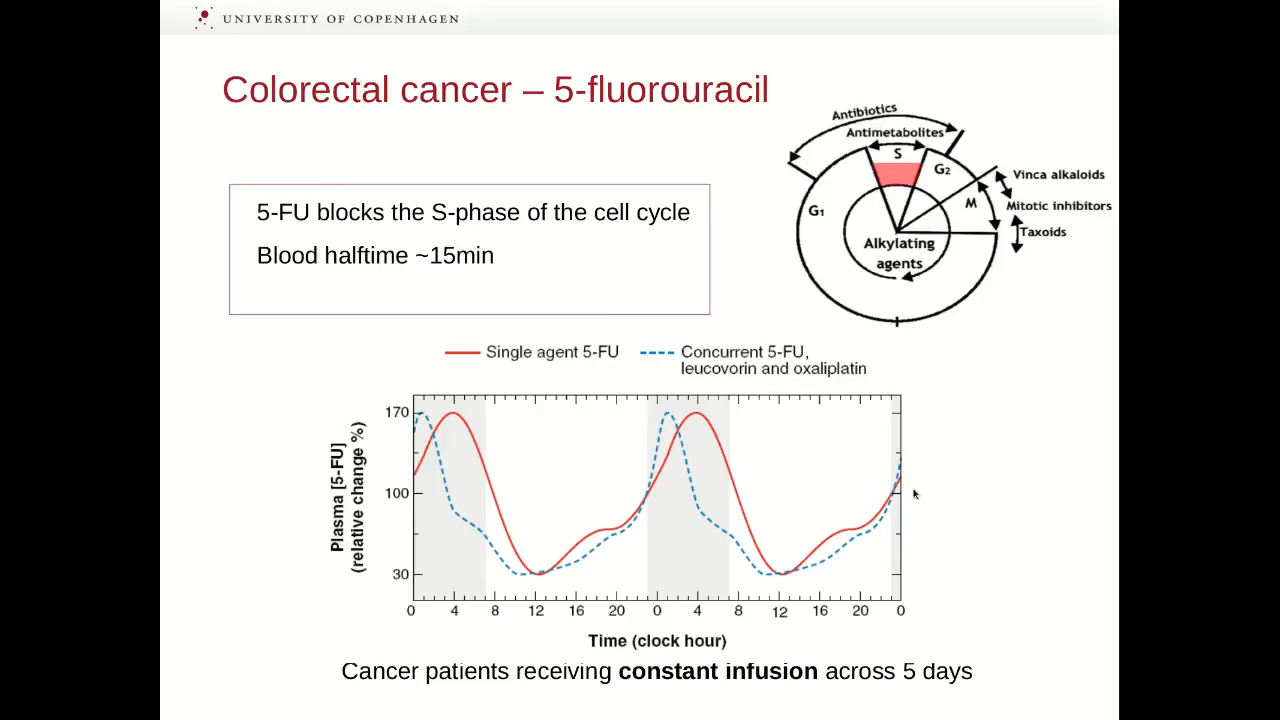 UNIVERSITY OF COPENHAGEN
Colorectal cancer – 5-fluorouracil
Antibiotics
Antimetabolites
S
G2
G1
M
Vinca alkaloids
Mitotic inhibitors
Taxoids
Alkylating
agents
5-FU blocks the S-phase of the cell cycle
Blood halftime ~15min
Single agent 5-FU
Concurrent 5-FU,
leucovorin and oxaliplatin
Plasma [5-FU]
(relative change %)
170
100
30
0 4 8 12 16 20 0 4 8 12 16 20 0
Time (clock hour)
Cancer patients receiving constant infusion across 5 days